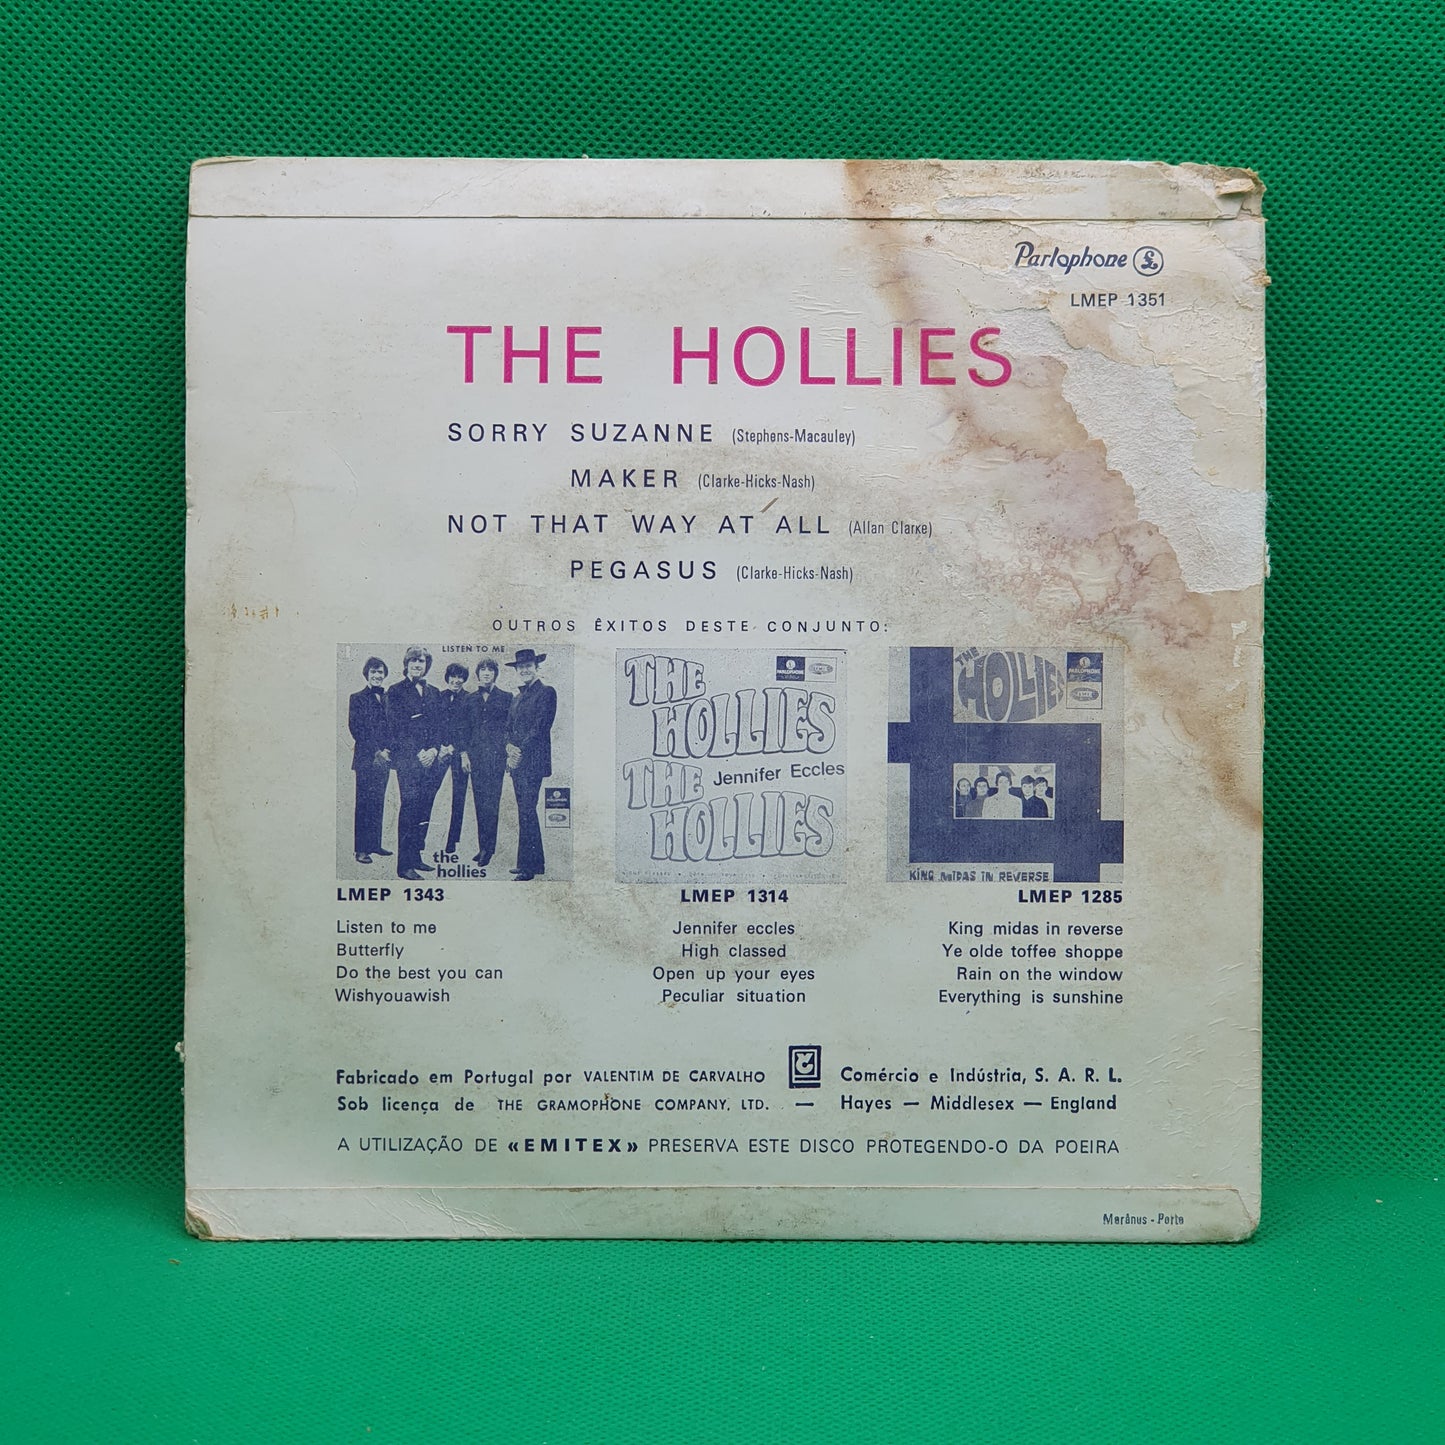 Parlophone
LMEP 1351
THE HOLLIES
SORRY SUZANNE (Stephens-Macauley)
MAKER (Clarke-Hicks-Nash)
NOT THAT WAY AT ALL (Allan Clarke)
PEGASUS (Clarke-Hicks-Nash)
OUTROS ÊXITOS DESTE CONJUNTO:
LISTEN TO ME
the
hollies
THE
HOLLIES
Jennifer Eccles
THE
HOLLIES
PARLOPHONE
THE
HOLLIES
PARLOPHONE
KING MIDAS IN REVERSE
LMEP 1343
Listen to me
Butterfly
Do the best you can
Wishyouawish
LMEP 1314
Jennifer eccles
High classed
Open up your eyes
Peculiar situation
LMEP 1285
King midas in reverse
Ye olde toffee shoppe
Rain on the window
Everything is sunshine
Fabricado em Portugal por VALENTIM DE CARVALHO Comércio e Indústria, S. A. R. L.
Sob licença de THE GRAMOPHONE COMPANY, LTD. — Hayes — Middlesex — England
A UTILIZAÇÃO DE «EMITEX» PRESERVA ESTE DISCO PROTEGENDO-O DA POEIRA
Marânus - Porto